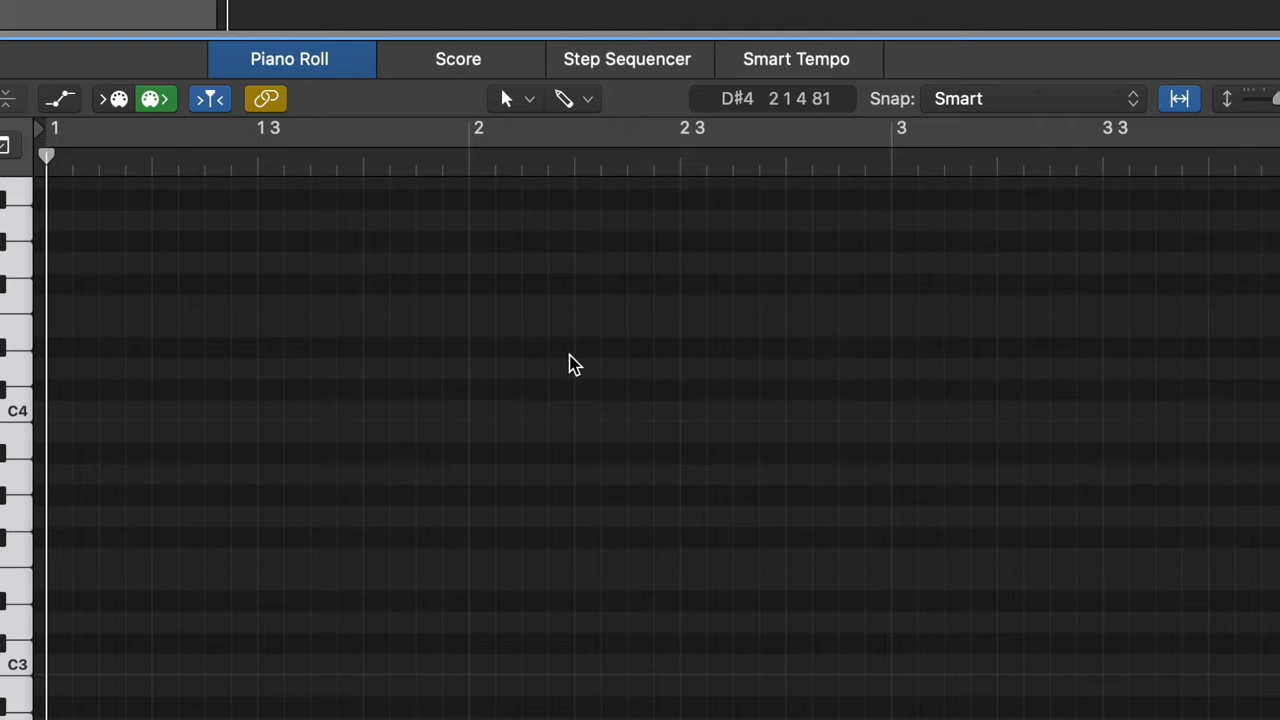 Piano Roll Score Step Sequencer Smart Tempo
D#4 2 1 4 81 Snap: Smart
1 1 3 2 2 3 3 3 3
C4
C3